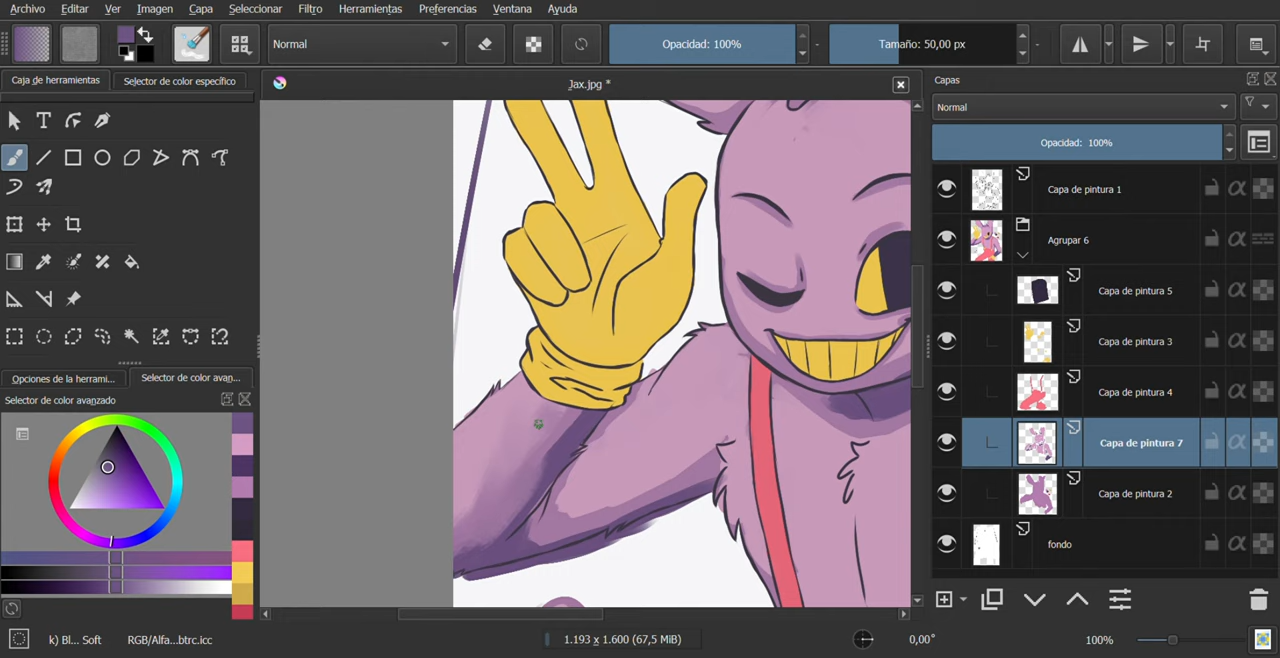 Archivo Editar Ver Imagen Capa Seleccionar Filtro Herramientas Preferencias Ventana Ayuda
Normal Opacidad: 100% Tamaño: 50,00 px
Caja de herramientas Selector de color específico
Jax.jpg *
Capas
Normal
Opacidad: 100%
Capa de pintura 1
Agrupar 6
Capa de pintura 5
Capa de pintura 3
Capa de pintura 4
Capa de pintura 7
Capa de pintura 2
fondo
Opciones de la herrami... Selector de color avan...
Selector de color avanzado
k) Bl... Soft RGB/Alfa...btrc.icc 1.193 x 1.600 (67,5 MiB) 0,00° 100%